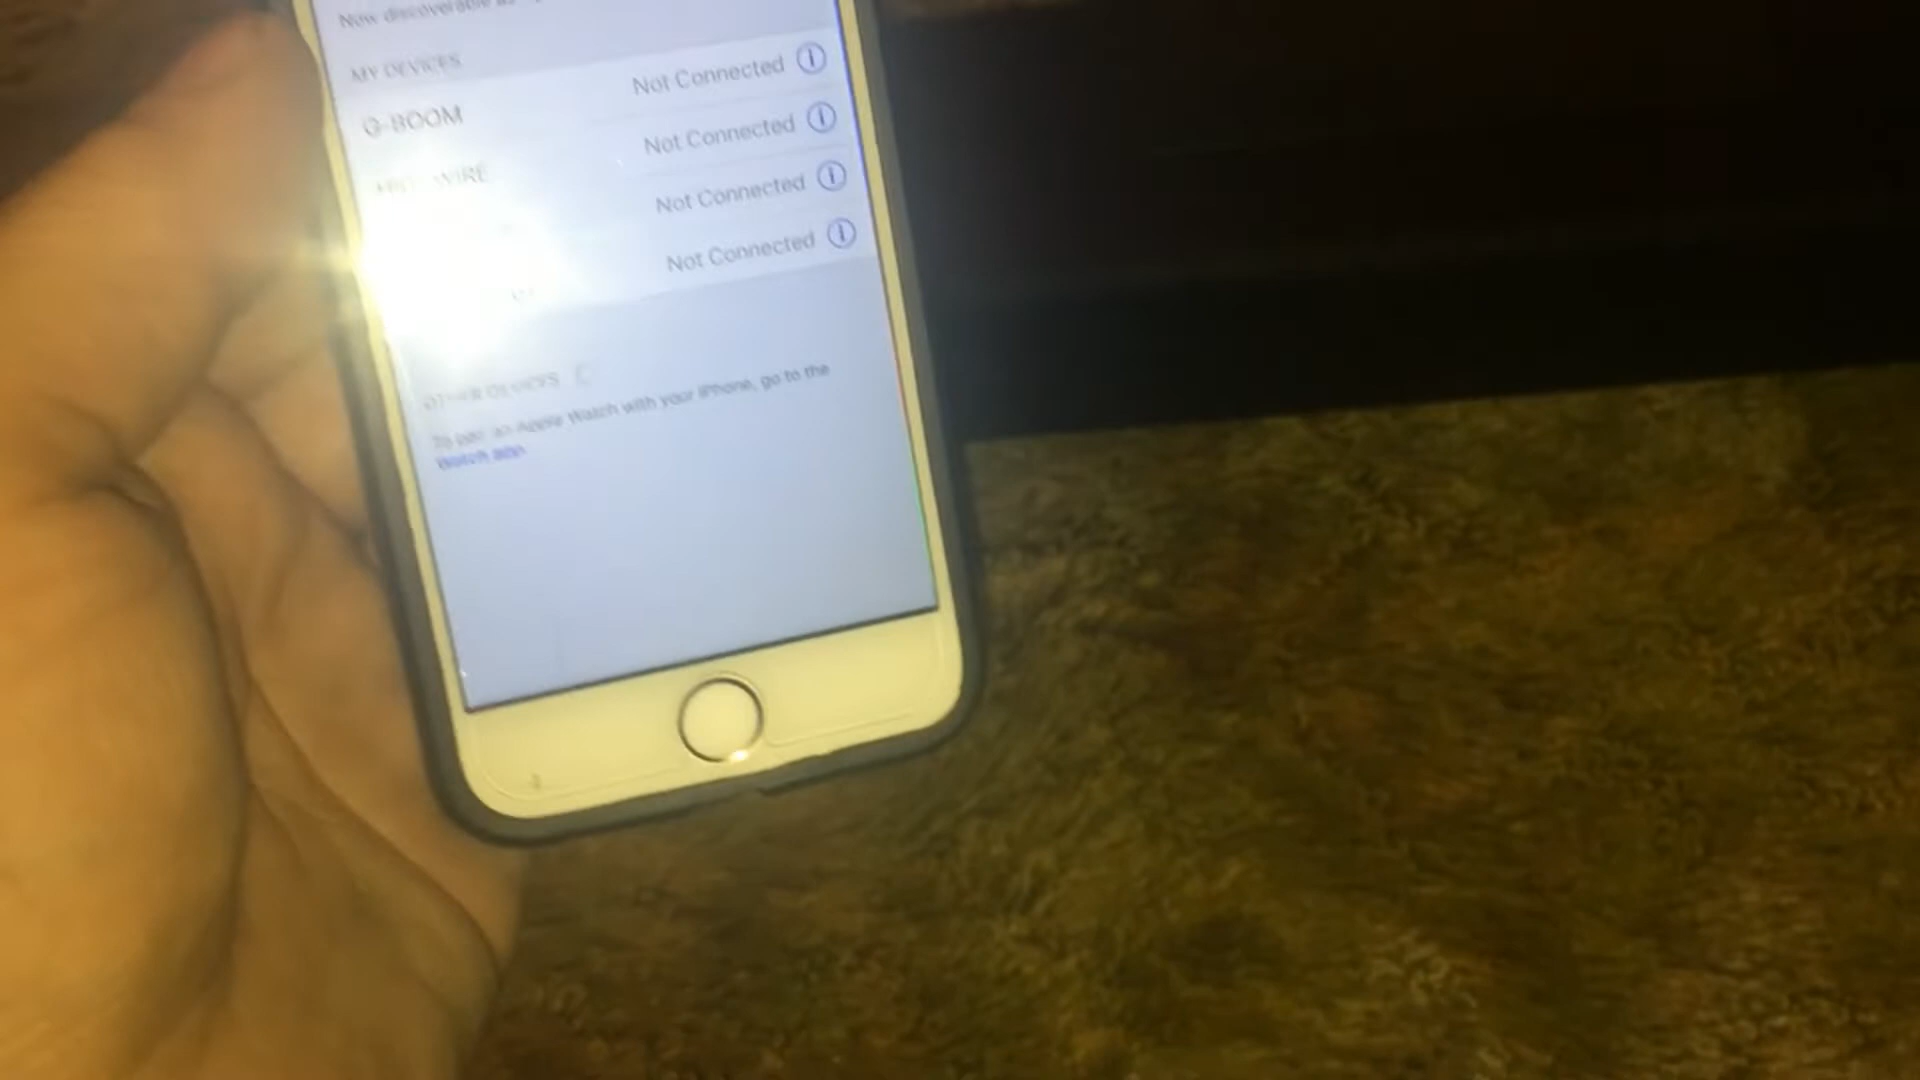 Now discoverable as
MY DEVICES
G-BOOM Not Connected
WIRE Not Connected
Not Connected
Not Connected
OTHER DEVICES
To pair an Apple Watch with your iPhone, go to the
Watch app.